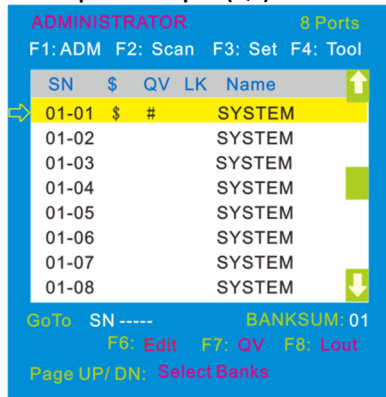 ADMINISTRATOR 8 Ports
F1: ADM F2: Scan F3: Set F4: Tool
SN $ QV LK Name
01-01 $ # SYSTEM
01-02 SYSTEM
01-03 SYSTEM
01-04 SYSTEM
01-05 SYSTEM
01-06 SYSTEM
01-07 SYSTEM
01-08 SYSTEM
GoTo SN ----- BANKSUM: 01
F6: Edit F7: QV F8: Lout
Page UP/ DN: Select Banks